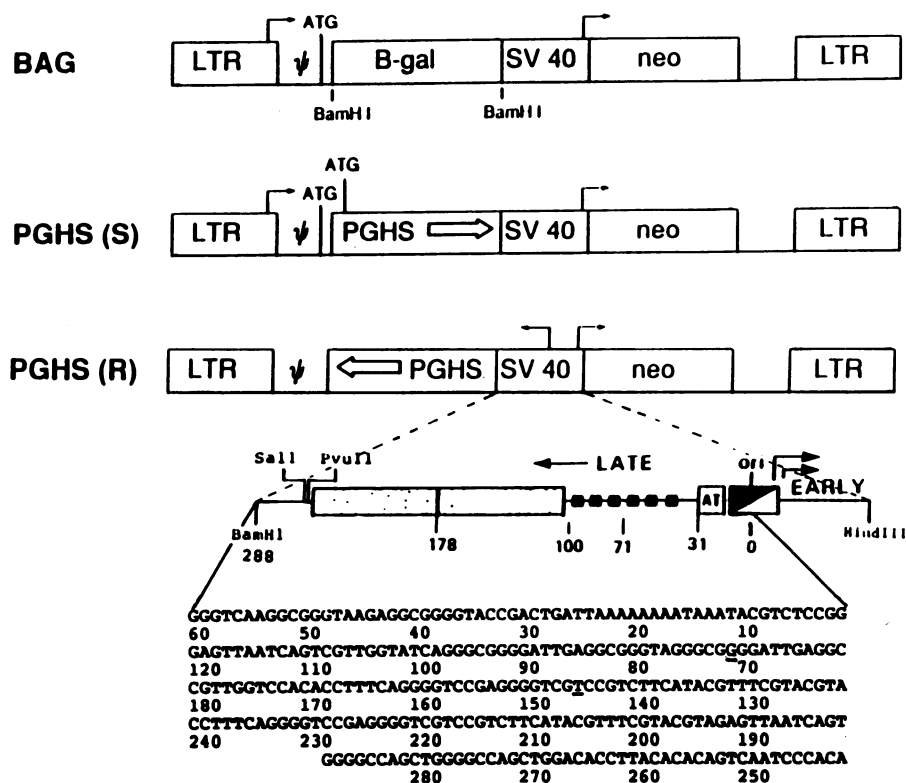 ATG
BAG LTR ψ B-gal SV 40 neo LTR
BamHI BamHI
ATG
ATG
PGHS (S) LTR ψ PGHS SV 40 neo LTR
PGHS (R) LTR ψ PGHS SV 40 neo LTR
SalI PvuII LATE ori EARLY
AT
BamHI HindIII
288 178 100 71 31 0
GGGTCAAGGCGGGTAAGAGGCGGGGTACCGACTGATTAAAAAAAATAAATACGTCTCCGG
60 50 40 30 20 10
GAGTTAATCAGTCGTTGGTATCAGGGCGGGGATTGAGGCGGGTAGGGCGGGGATTGAGGC
120 110 100 90 80 70
CGTTGGTCCACACCTTTCAGGGGTCCGAGGGGTCGTCCGTCTTCATACGTTTCGTACGTA
180 170 160 150 140 130
CCTTTCAGGGGTCCGAGGGGTCGTCCGTCTTCATACGTTTCGTACGTAGAGTTAATCAGT
240 230 220 210 200 190
GGGGCCAGCTGGGGCCAGCTGGACACCTTACACACAGTCAATCCCACA
280 270 260 250